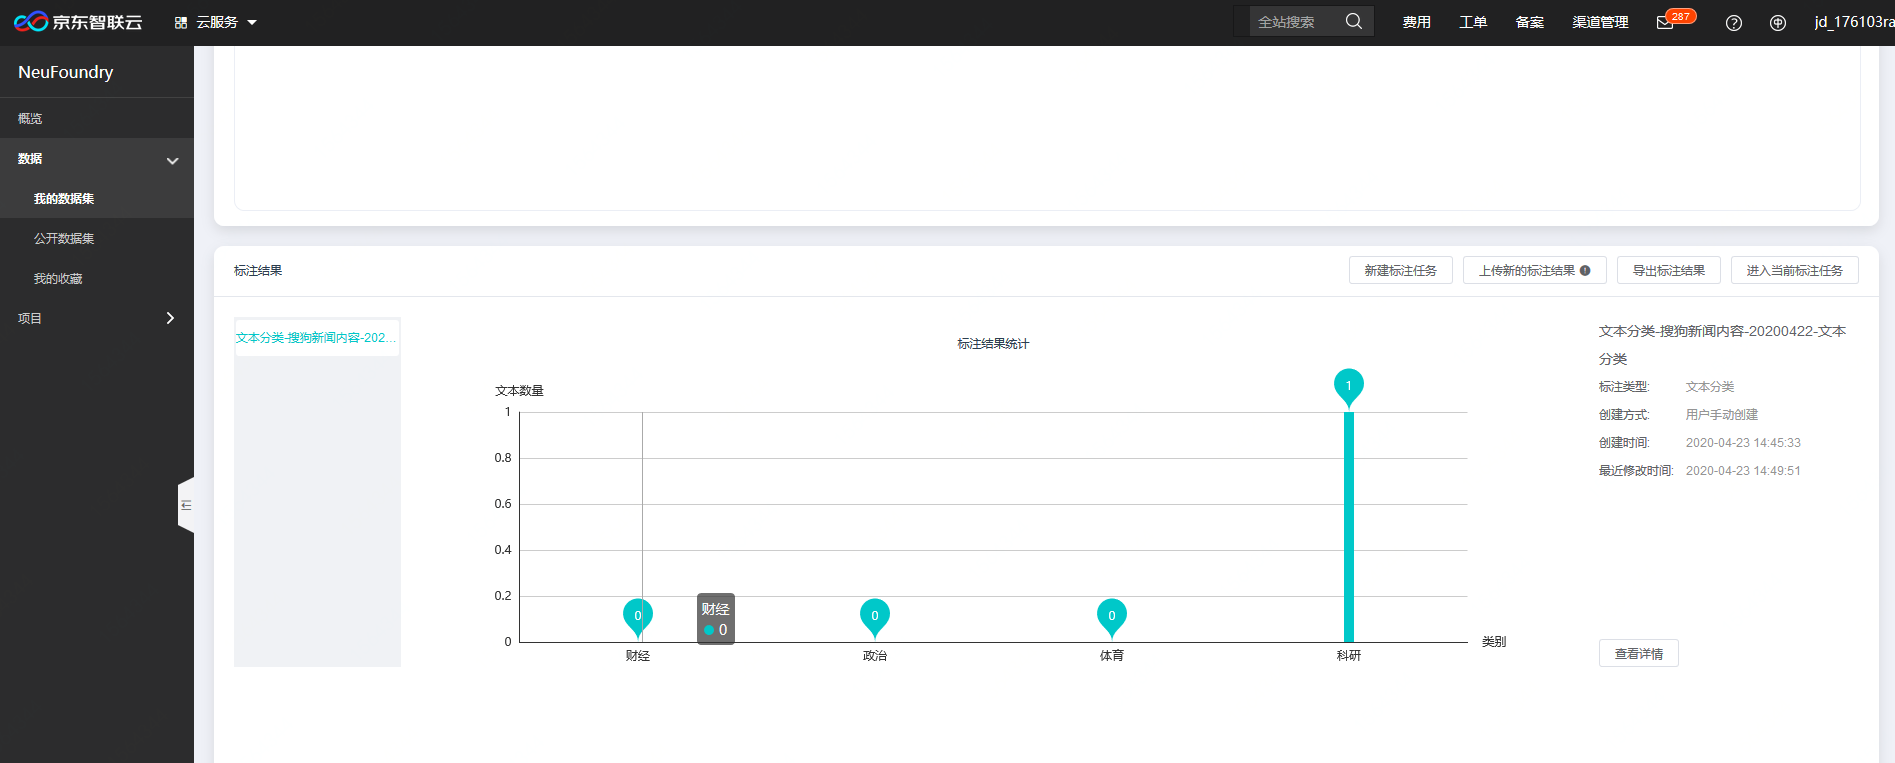 京东智联云 云服务 全站搜索 费用 工单 备案 渠道管理 287 jd_176103ra
NeuFoundry
概览
数据
我的数据集
公开数据集
我的收藏
项目
标注结果 新建标注任务 上传新的标注结果 导出标注结果 进入当前标注任务
文本分类-搜狗新闻内容-202...
标注结果统计
文本数量
1
0.8
0.6
0.4
0.2
0
0 0 0 1
财经
0
财经 政治 体育 科研 类别
文本分类-搜狗新闻内容-20200422-文本
分类
标注类型: 文本分类
创建方式: 用户手动创建
创建时间: 2020-04-23 14:45:33
最近修改时间: 2020-04-23 14:49:51
查看详情